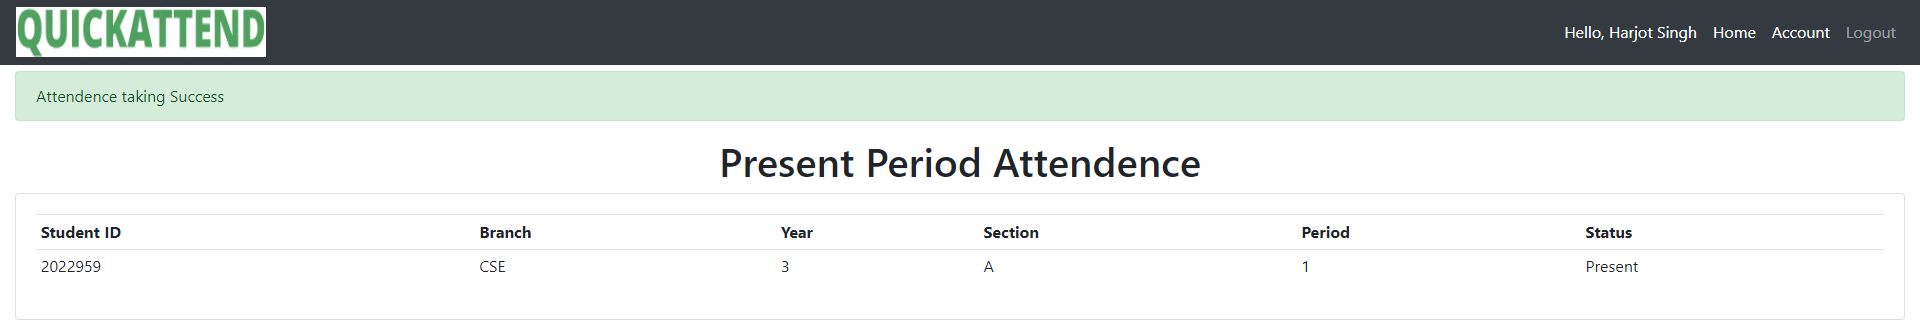 QUICKATTEND
Hello, Harjot Singh Home Account Logout
Attendence taking Success
Present Period Attendence
Student ID Branch Year Section Period Status
2022959 CSE 3 A 1 Present